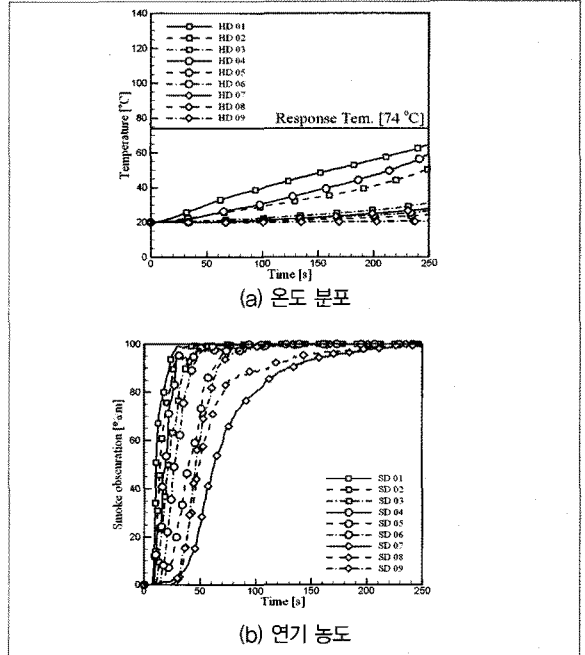 140
120
100
80
60
40
20
0
Temperature [°C]
HD 01
HD 02
HD 03
HD 04
HD 05
HD 06
HD 07
HD 08
HD 09
Response Tem. [74 °C]
0 50 100 150 200 250
Time [s]
(a) 온도 분포
100
80
60
40
20
0
Smoke obscuration [%/m]
SD 01
SD 02
SD 03
SD 04
SD 05
SD 06
SD 07
SD 08
SD 09
0 50 100 150 200 250
Time [s]
(b) 연기 농도